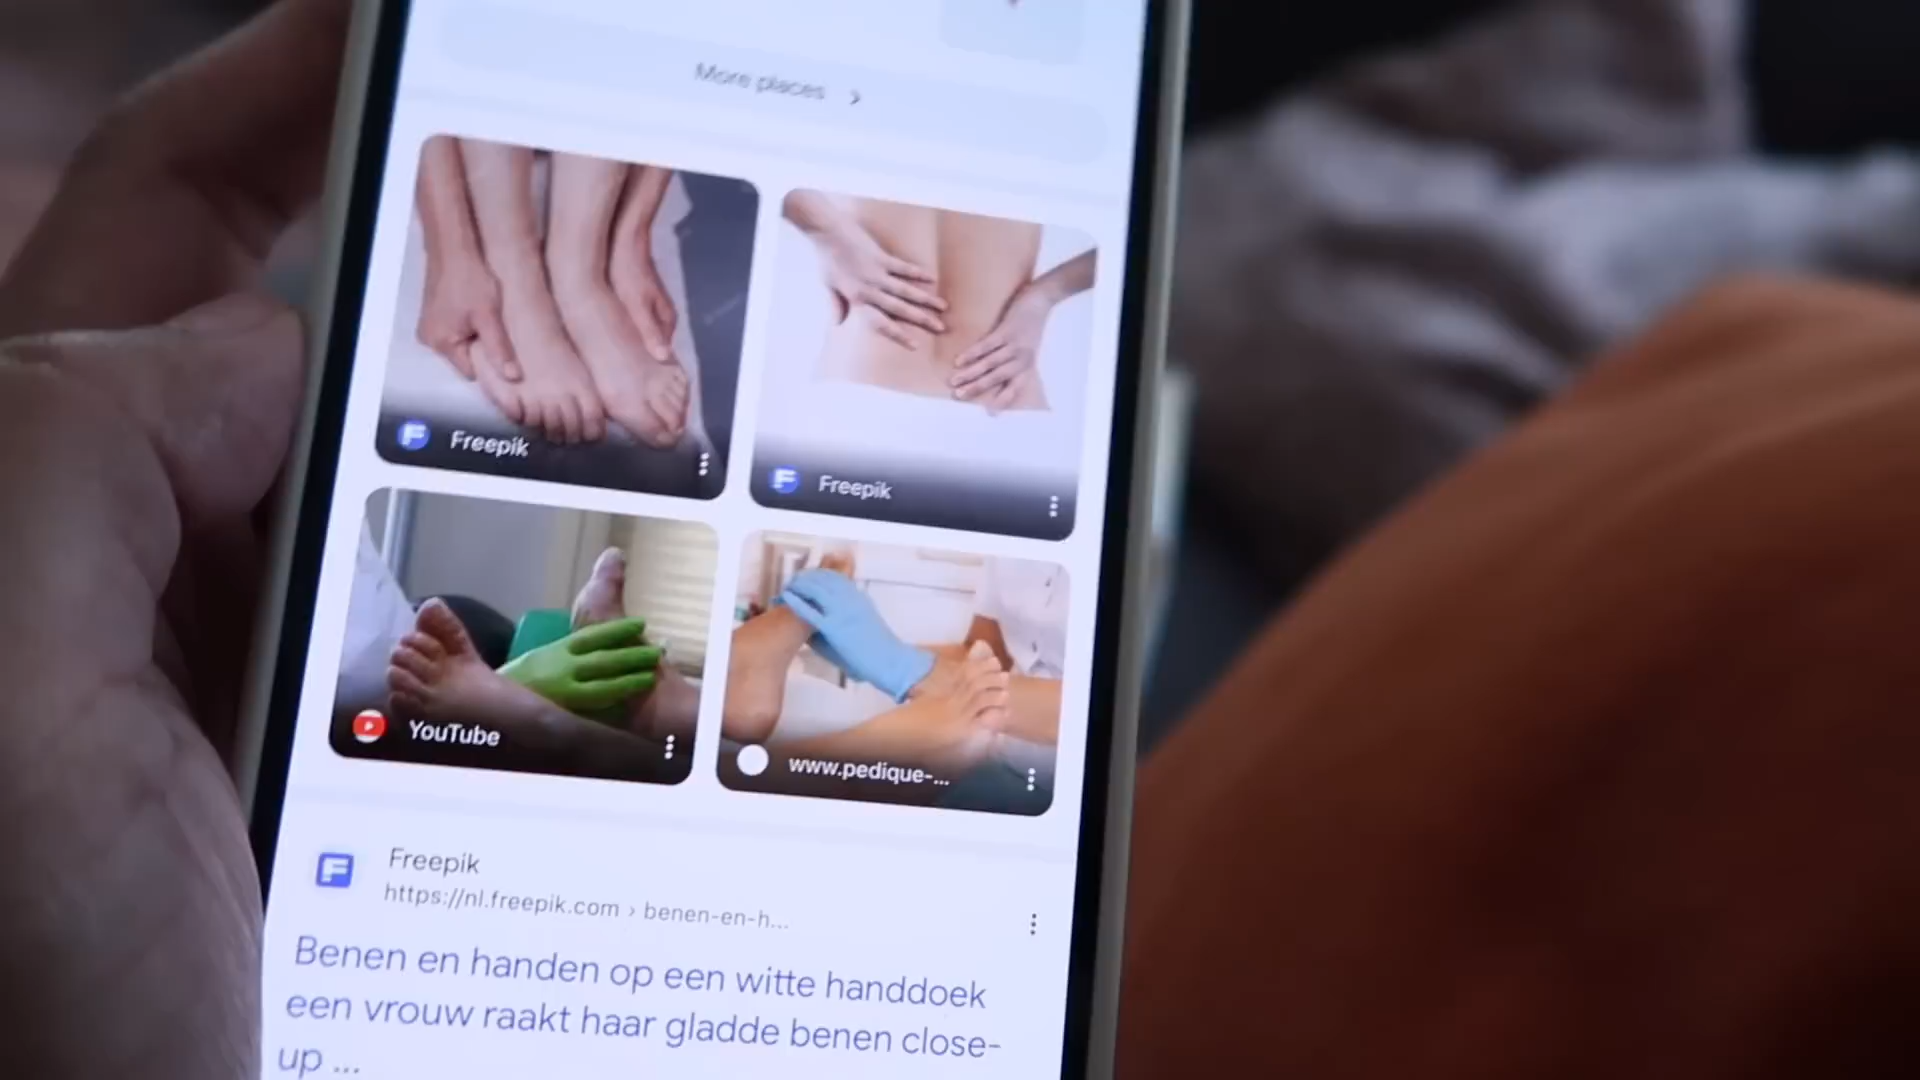 More places
Freepik
Freepik
YouTube
www.pedique-...
Freepik
https://nl.freepik.com › benen-en-h...
Benen en handen op een witte handdoek
een vrouw raakt haar gladde benen close-
up ...